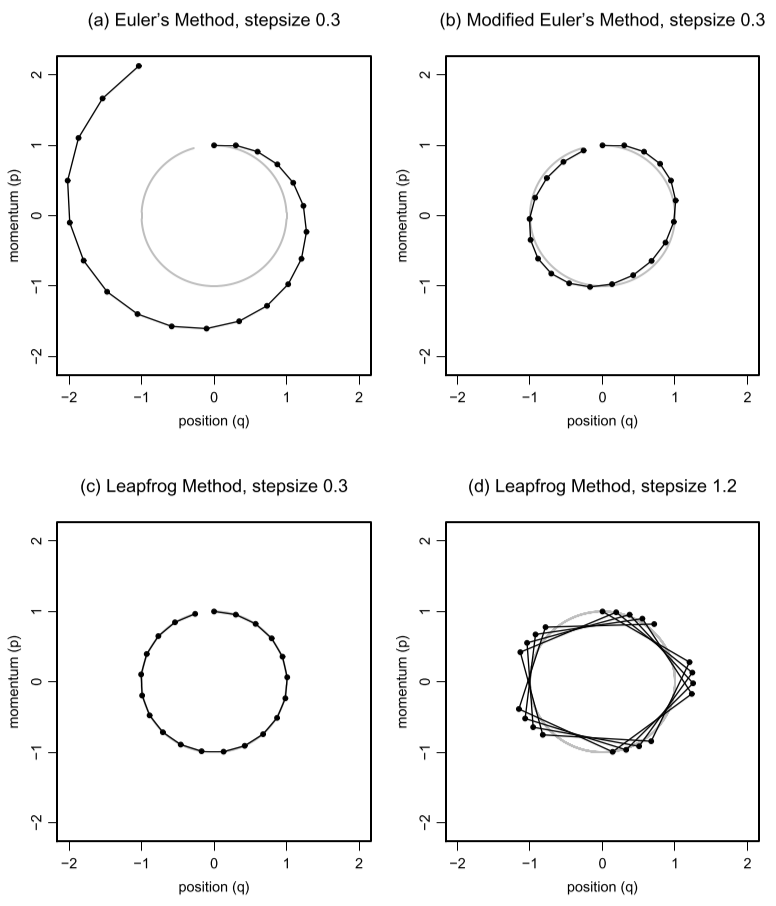 (a) Euler’s Method, stepsize 0.3
2
1
0
−1
−2
momentum (p)
−2 −1 0 1 2
position (q)
(b) Modified Euler’s Method, stepsize 0.3
2
1
0
−1
−2
momentum (p)
−2 −1 0 1 2
position (q)
(c) Leapfrog Method, stepsize 0.3
2
1
0
−1
−2
momentum (p)
−2 −1 0 1 2
position (q)
(d) Leapfrog Method, stepsize 1.2
2
1
0
−1
−2
momentum (p)
−2 −1 0 1 2
position (q)